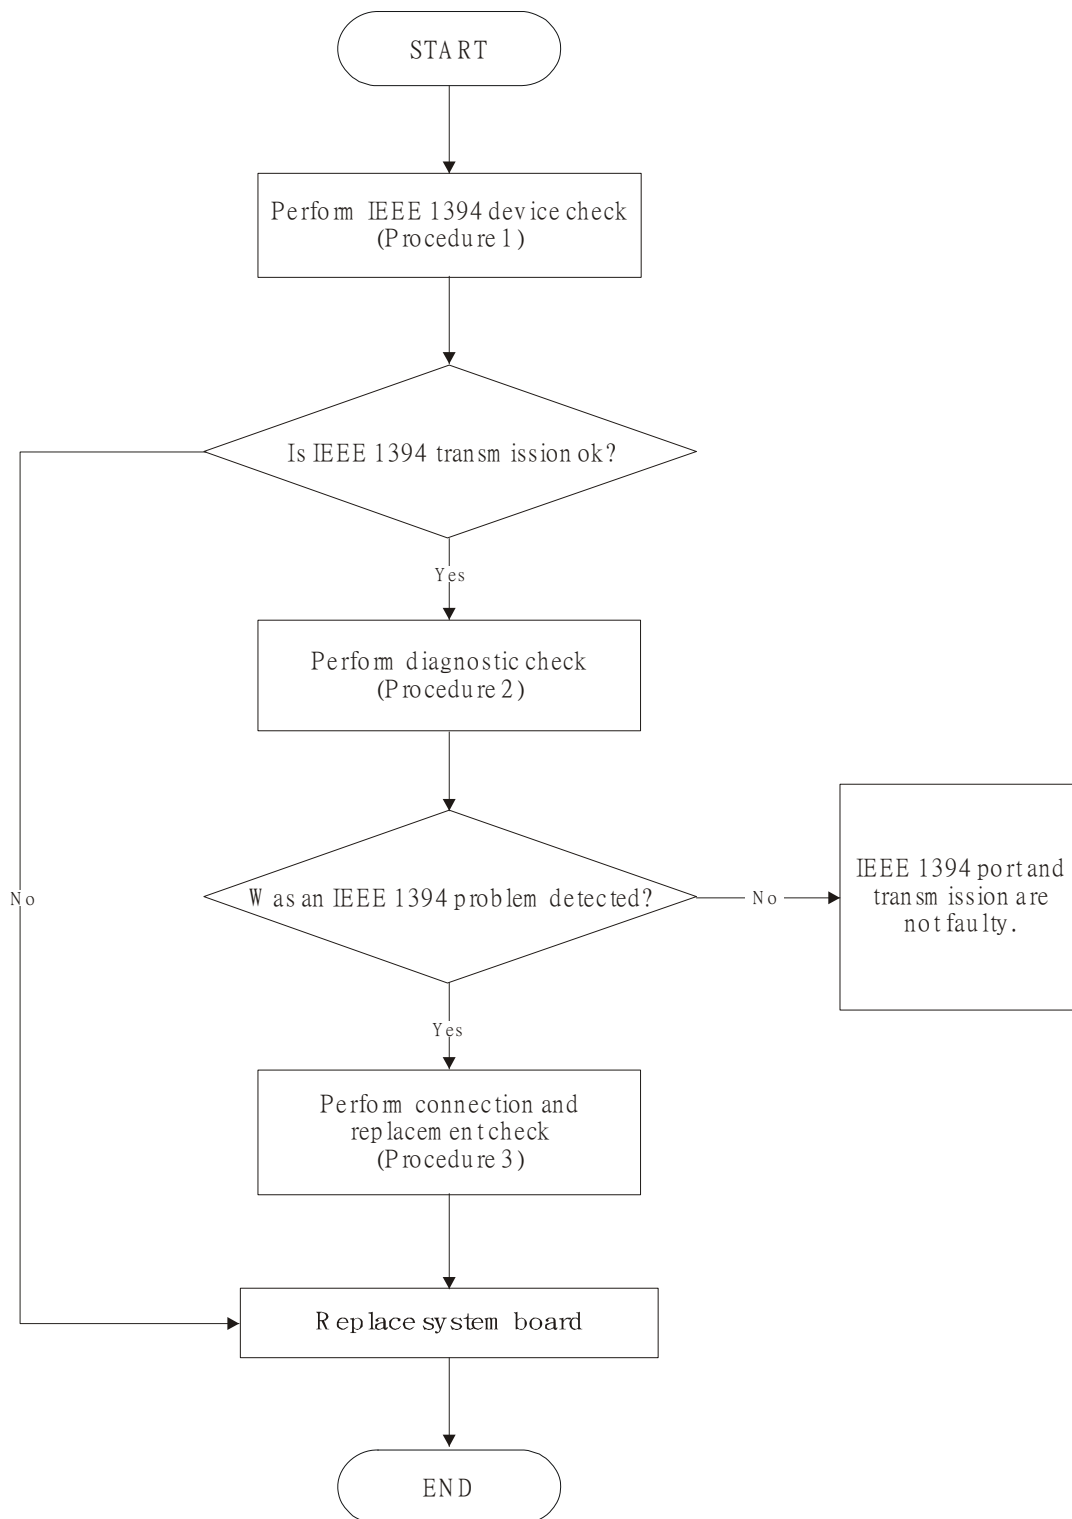 START
Perform IEEE 1394 device check
(Procedure 1)
Is IEEE 1394 transmission ok?
Yes
Perform diagnostic check
(Procedure 2)
Was an IEEE 1394 problem detected?
No
IEEE 1394 port and
transmission are
not faulty.
No
Yes
Perform connection and
replacement check
(Procedure 3)
Replace system board
END